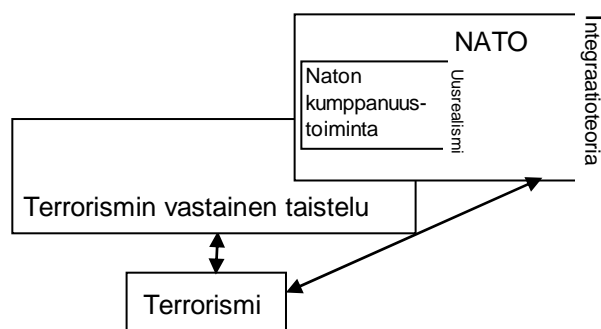 NATO
Integraatioteoria
Naton
kumppanuus-
toiminta
Uusrealismi
Terrorismin vastainen taistelu
Terrorismi